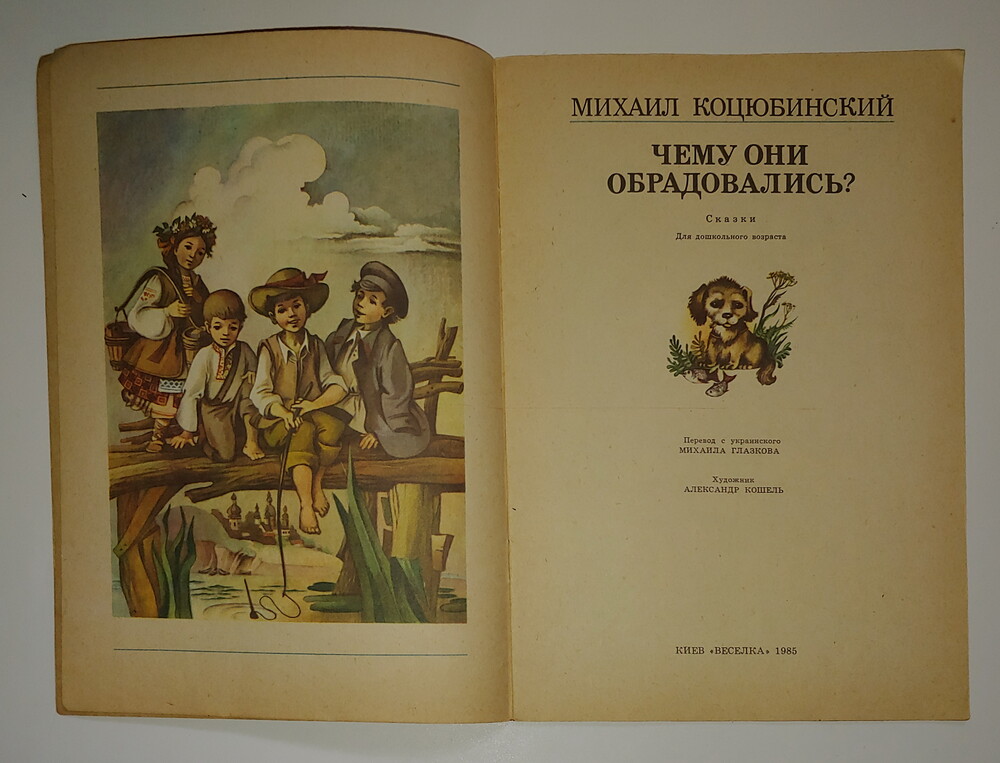 МИХАИЛ КОЦЮБИНСКИЙ
ЧЕМУ ОНИ
ОБРАДОВАЛИСЬ?
Сказки
Для дошкольного возраста
Перевод с украинского
МИХАИЛА ГЛАЗКОВА
Художник
АЛЕКСАНДР КОШЕЛЬ
КИЕВ «ВЕСЕЛКА» 1985